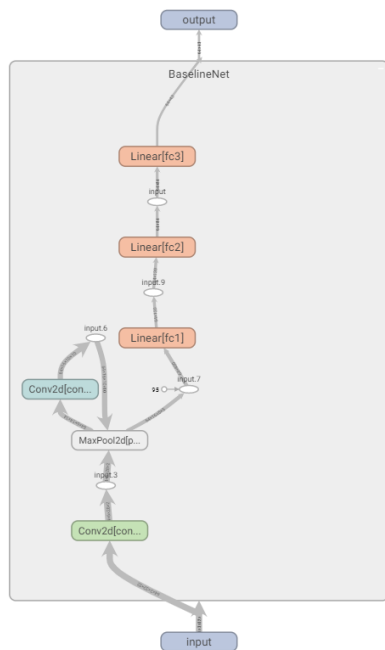 output
BaselineNet
Linear[fc3]
input
Linear[fc2]
input.9
input.6
Linear[fc1]
input.7
Conv2d[con...
MaxPool2d[p...
input.3
Conv2d[con...
input